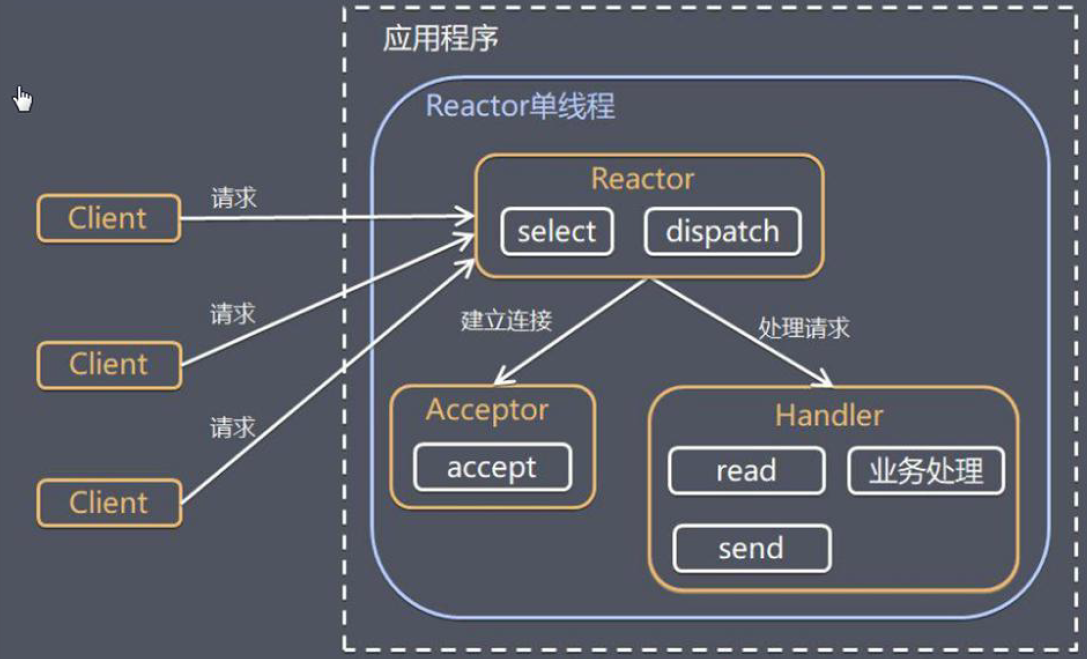 应用程序
Reactor单线程
Reactor
select
dispatch
Client
请求
Client
请求
Client
请求
建立连接
处理请求
Acceptor
accept
Handler
read
业务处理
send